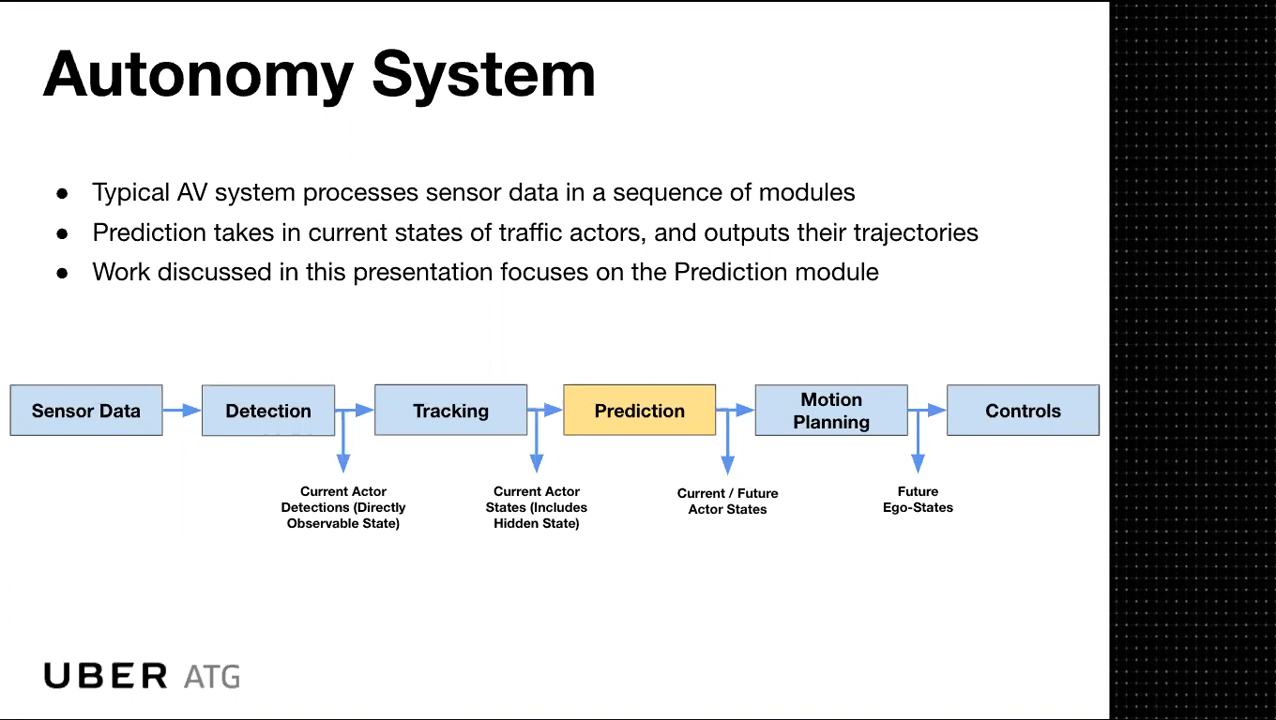 Autonomy System
● Typical AV system processes sensor data in a sequence of modules
● Prediction takes in current states of traffic actors, and outputs their trajectories
● Work discussed in this presentation focuses on the Prediction module
Sensor Data
Detection
Tracking
Prediction
Motion
Planning
Controls
Current Actor
Detections (Directly
Observable State)
Current Actor
States (Includes
Hidden State)
Current / Future
Actor States
Future
Ego-States
UBER ATG